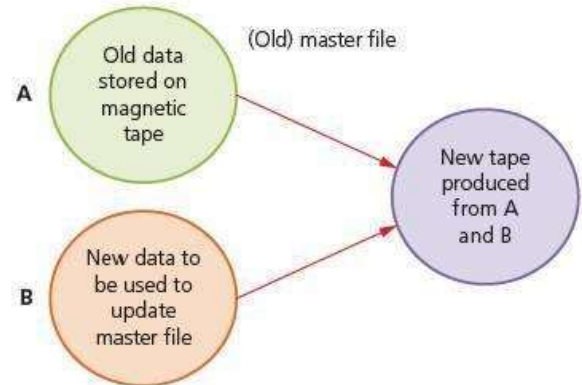 (Old) master file
A
Old data
stored on
magnetic
tape
B
New data to
be used to
update
master file
New tape
produced
from A
and B